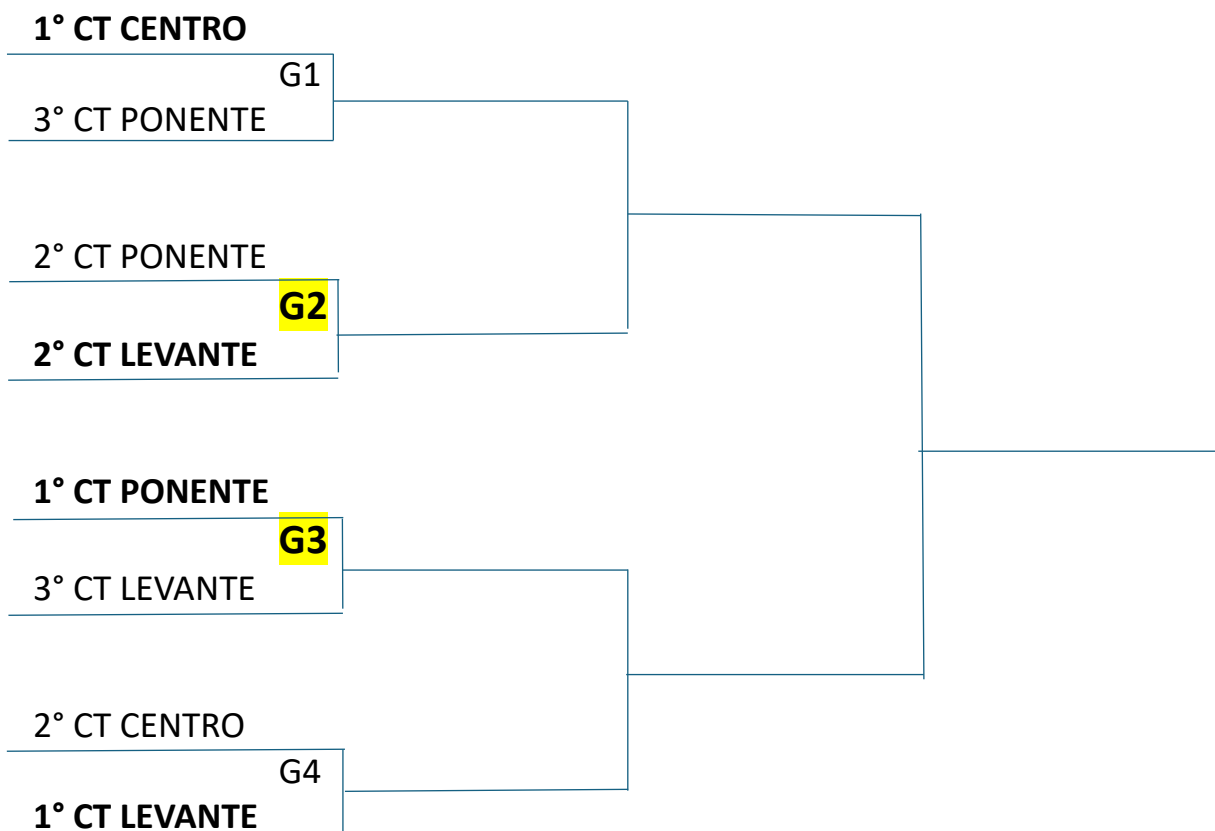 1° CT CENTRO
G1
3° CT PONENTE
2° CT PONENTE
G2
2° CT LEVANTE
1° CT PONENTE
G3
3° CT LEVANTE
2° CT CENTRO
G4
1° CT LEVANTE